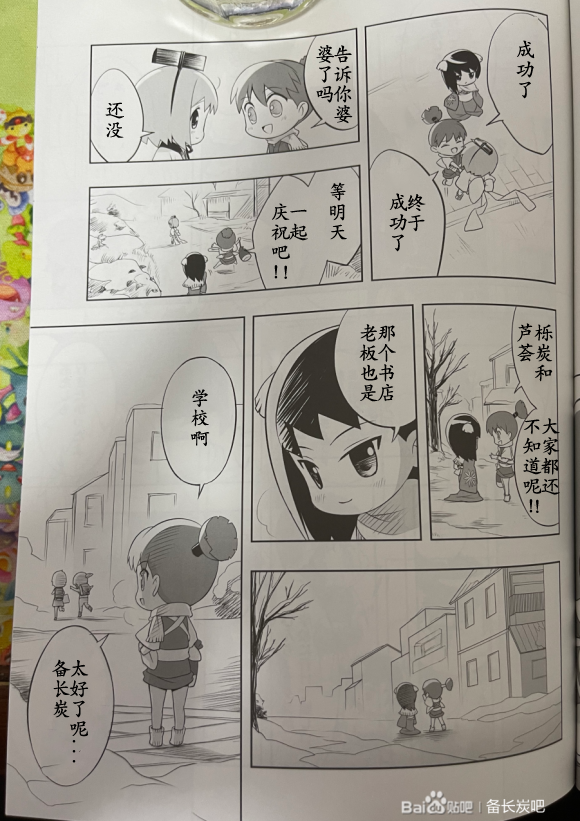 成功了
终于
成功了
告诉你婆
婆了吗
还没
等明天
一起
庆祝吧!!
栎炭和
芦荟
大家都还
不知道呢!!
那个书店
老板也是
学校啊
太好了呢···
备长炭
Baidu贴吧 | 备长炭吧